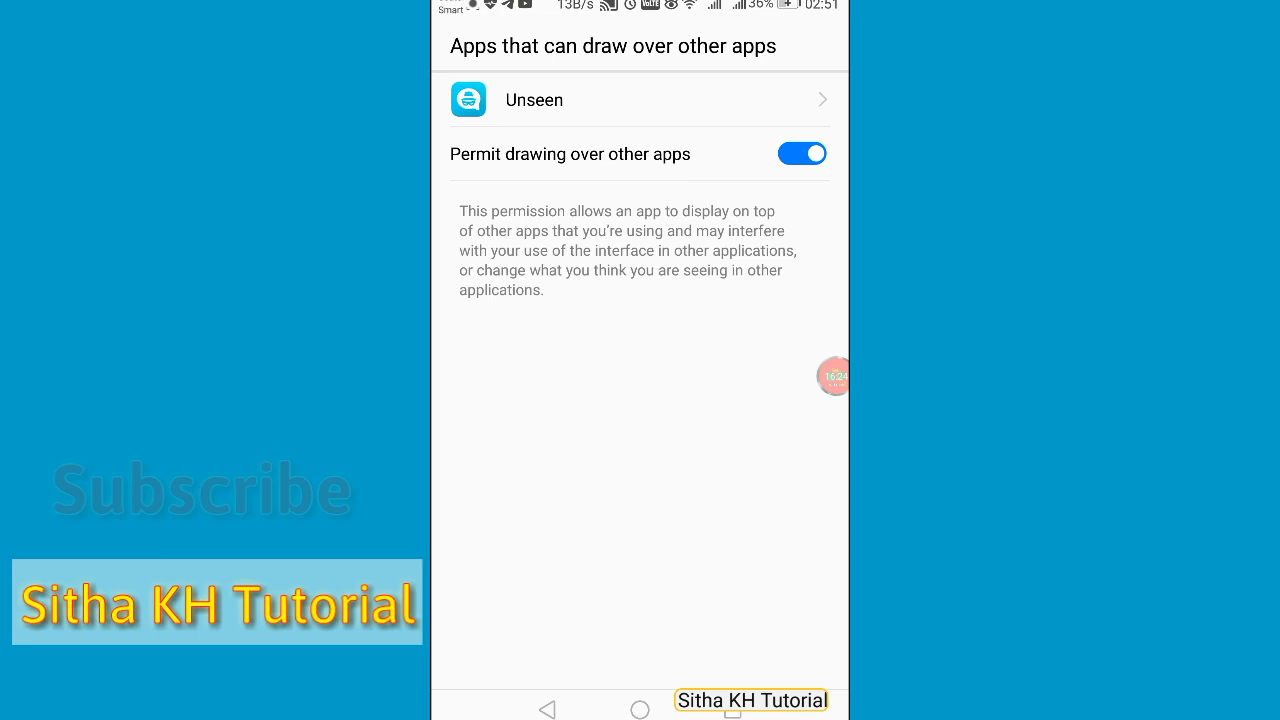 Smart
13B/s
VoLTE
36%
02:51
Apps that can draw over other apps
Unseen
Permit drawing over other apps
This permission allows an app to display on top
of other apps that you're using and may interfere
with your use of the interface in other applications,
or change what you think you are seeing in other
applications.
16:24
Subscribe
Sitha KH Tutorial
Sitha KH Tutorial